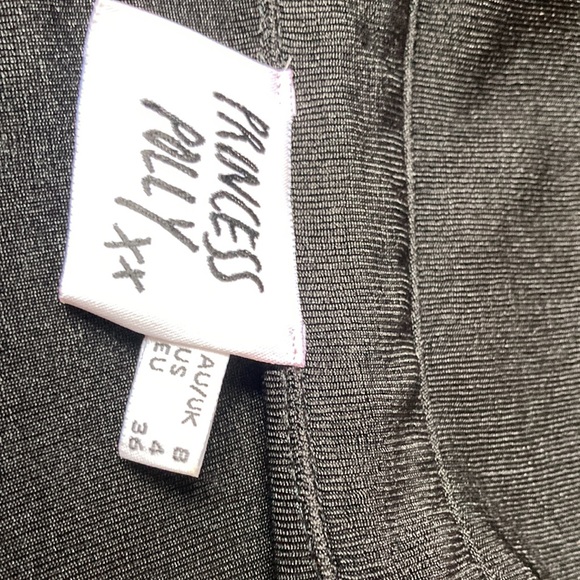 PRINCESS
POLLY xx
AU/UK 8
US 4
EU 36